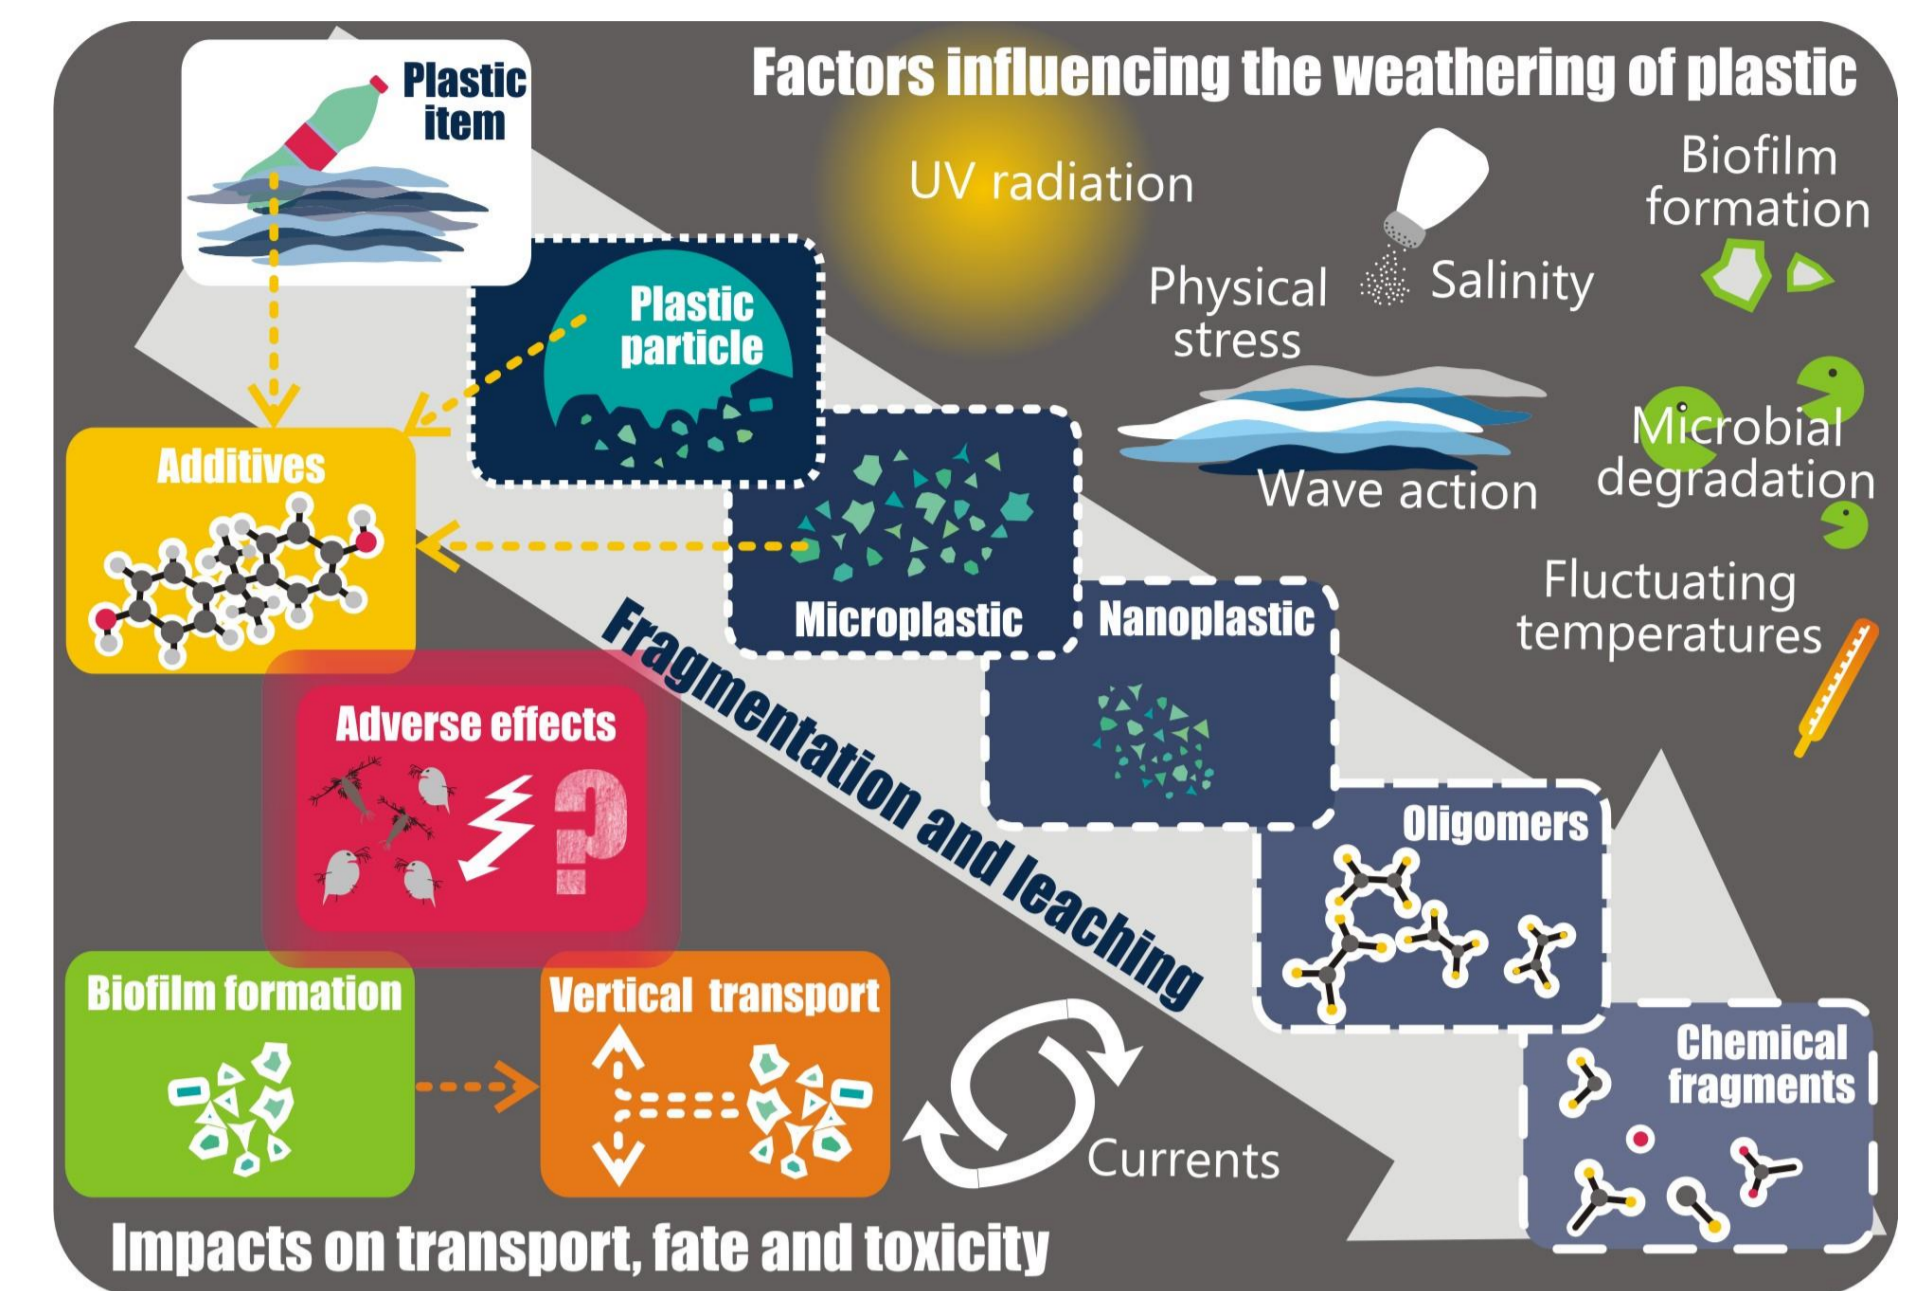 Factors influencing the weathering of plastic
Plastic
item
UV radiation
Biofilm
formation
Physical
stress
Salinity
Plastic
particle
Microbial
degradation
Wave action
Additives
Fluctuating
temperatures
Microplastic
Nanoplastic
Fragmentation and leaching
Adverse effects
?
Oligomers
Biofilm formation
Vertical transport
Chemical
fragments
Currents
Impacts on transport, fate and toxicity